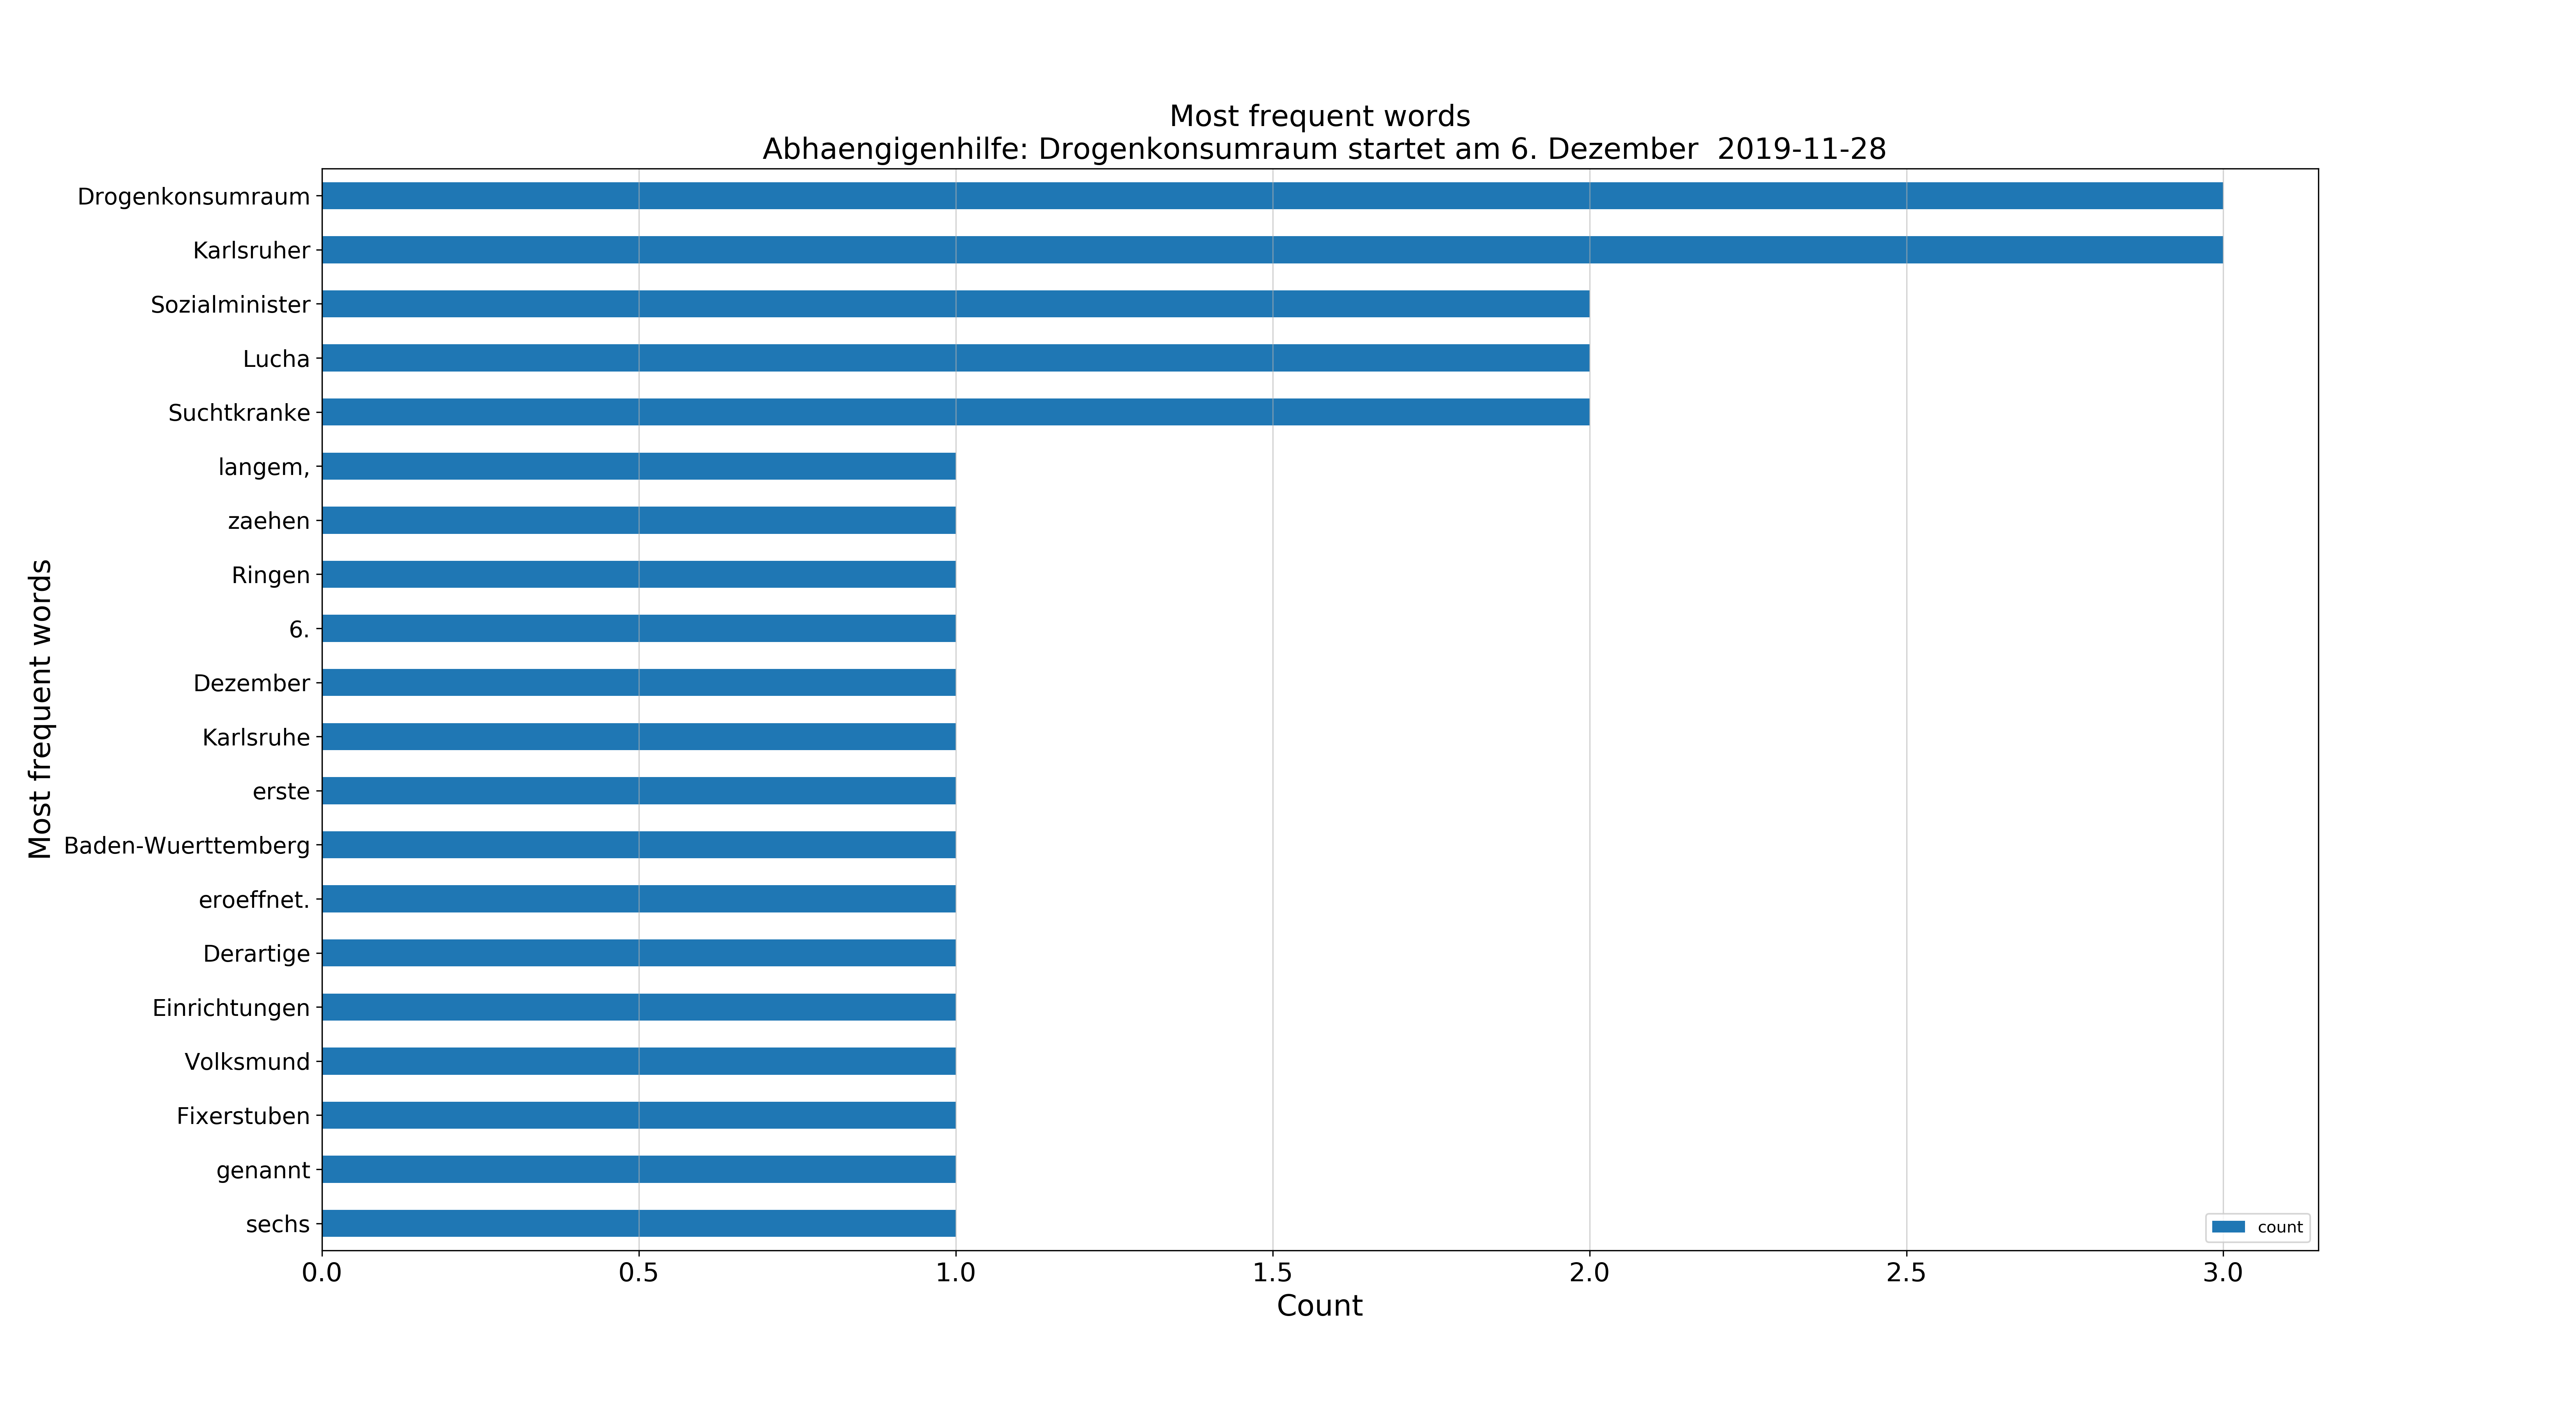 Most frequent words
Abhaengigenhilfe: Drogenkonsumraum startet am 6. Dezember  2019-11-28
Most frequent words
Drogenkonsumraum
Karlsruher
Sozialminister
Lucha
Suchtkranke
langem,
zaehen
Ringen
6.
Dezember
Karlsruhe
erste
Baden-Wuerttemberg
eroeffnet.
Derartige
Einrichtungen
Volksmund
Fixerstuben
genannt
sechs
count
0.0 0.5 1.0 1.5 2.0 2.5 3.0
Count